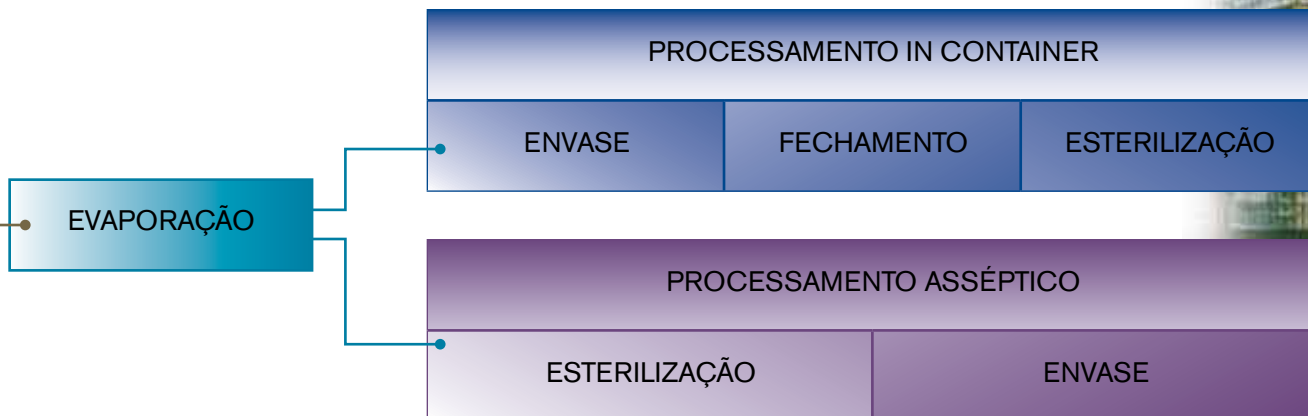 PROCESSAMENTO IN CONTAINER
ENVASE
FECHAMENTO
ESTERILIZAÇÃO
EVAPORAÇÃO
PROCESSAMENTO ASSÉPTICO
ESTERILIZAÇÃO
ENVASE